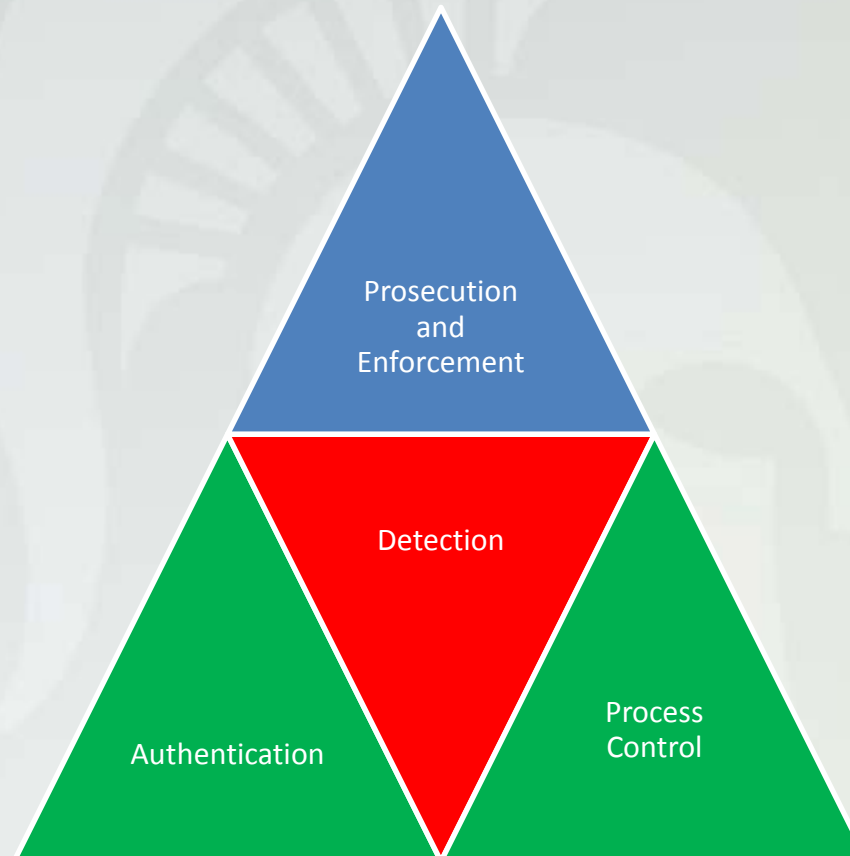 Prosecution
and
Enforcement
Detection
Authentication
Process
Control